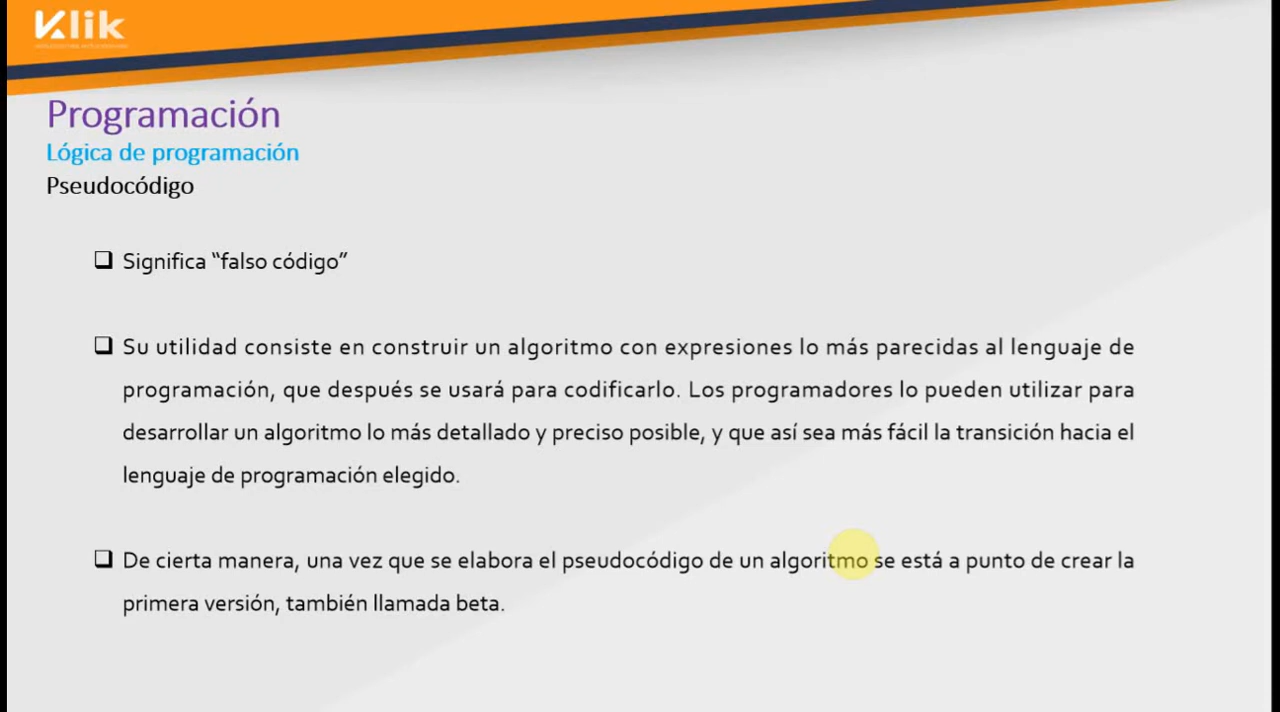 Klik
Programación
Lógica de programación
Pseudocódigo
Significa “falso código”
Su utilidad consiste en construir un algoritmo con expresiones lo más parecidas al lenguaje de
programación, que después se usará para codificarlo. Los programadores lo pueden utilizar para
desarrollar un algoritmo lo más detallado y preciso posible, y que así sea más fácil la transición hacia el
lenguaje de programación elegido.
De cierta manera, una vez que se elabora el pseudocódigo de un algoritmo se está a punto de crear la
primera versión, también llamada beta.